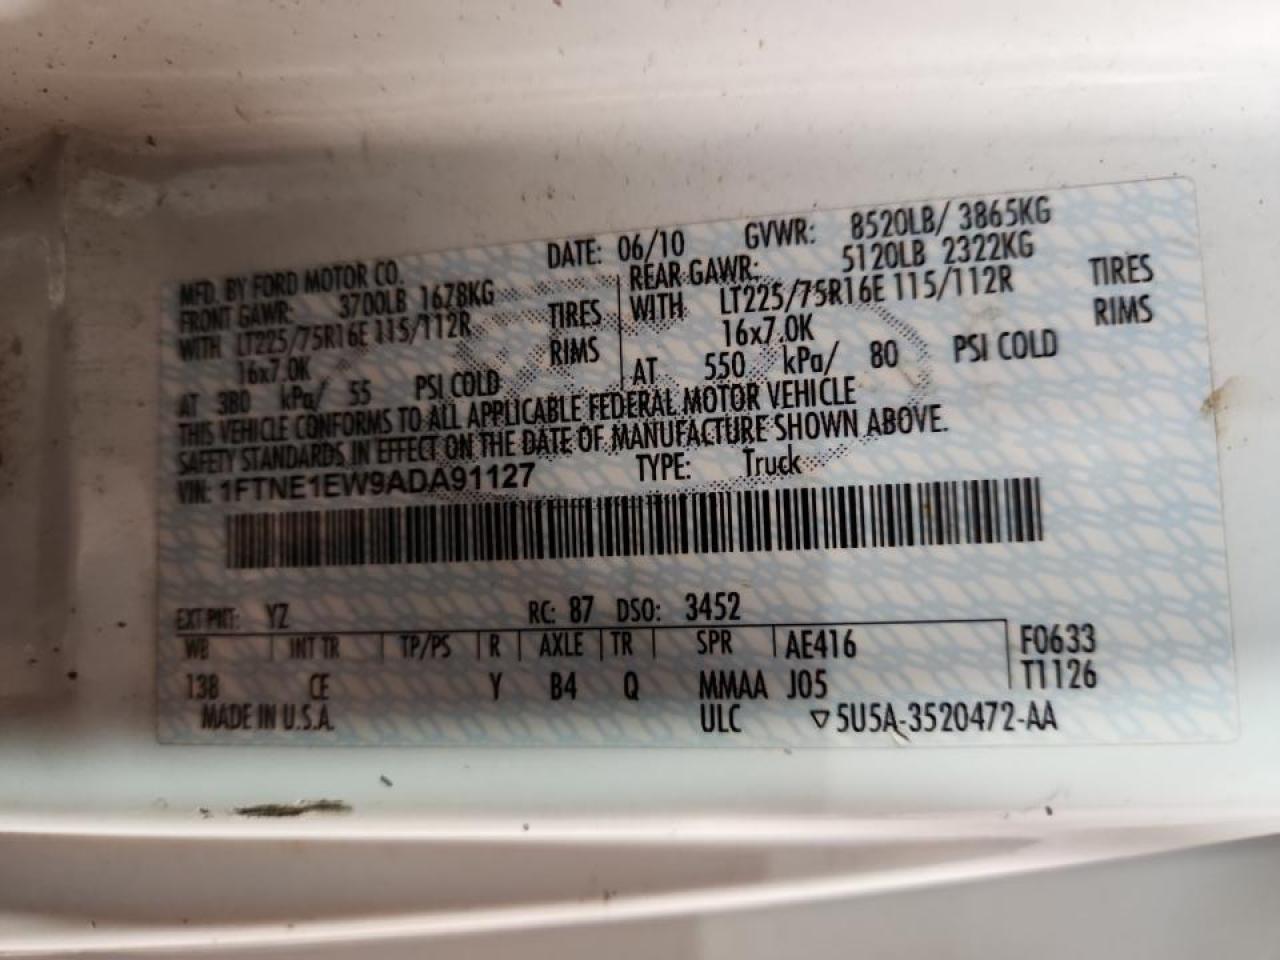 MFD. BY FORD MOTOR CO. DATE: 06/10 GVWR: 8520LB/ 3865KG
FRONT GAWR: 3700LB 1678KG REAR GAWR: 5120LB 2322KG
WITH LT225/75R16E 115/112R TIRES WITH LT225/75R16E 115/112R TIRES
16x7.0K RIMS 16x7.0K RIMS
AT 380 kPa/ 55 PSI COLD AT 550 kPa/ 80 PSI COLD
THIS VEHICLE CONFORMS TO ALL APPLICABLE FEDERAL MOTOR VEHICLE
SAFETY STANDARDS IN EFFECT ON THE DATE OF MANUFACTURE SHOWN ABOVE.
VIN: 1FTNE1EW9ADA91127 TYPE: Truck
EXT PNT: YZ RC: 87 DSO: 3452
WB INT TR TP/PS R AXLE TR SPR AE416 F0633
138 CE Y B4 Q MMAA J05 T1126
MADE IN U.S.A. ULC ▽5U5A-3520472-AA